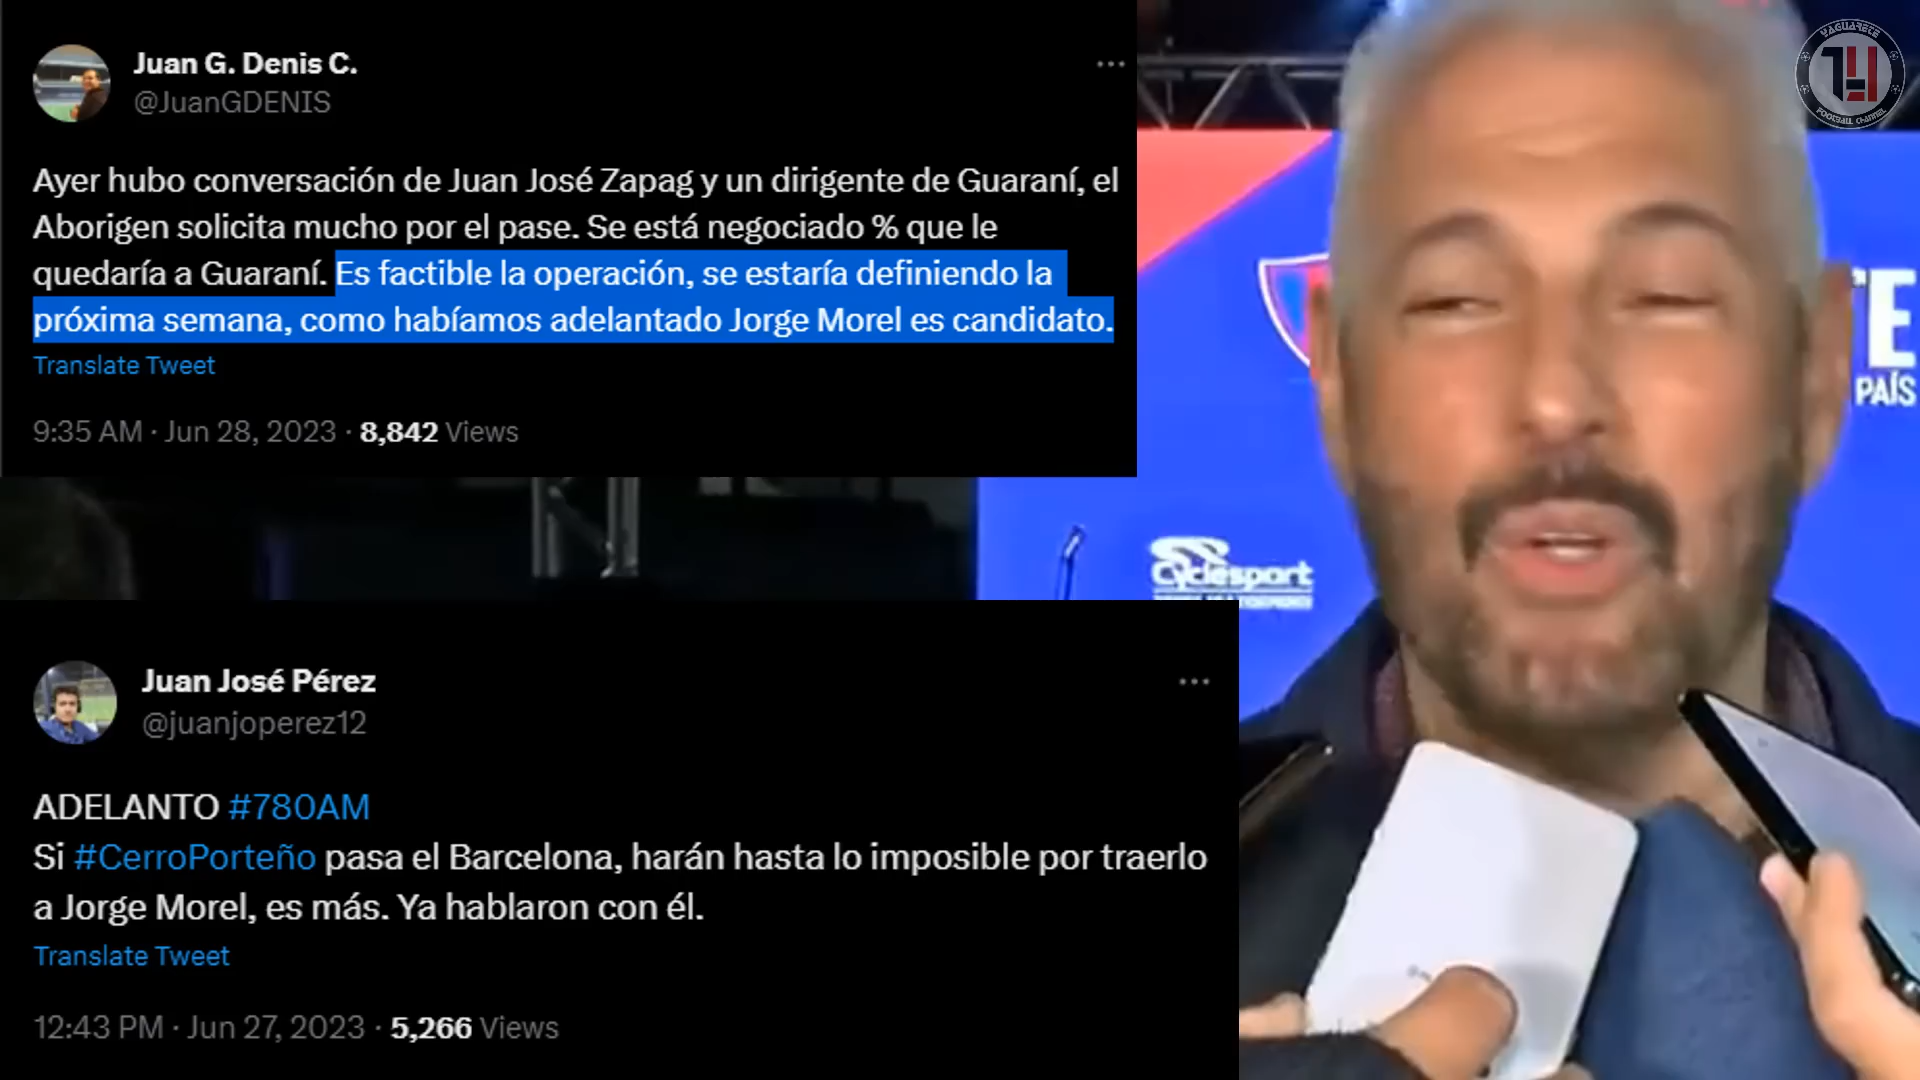 Juan G. Denis C.
@JuanGDENIS
Ayer hubo conversación de Juan José Zapag y un dirigente de Guaraní, el
Aborigen solicita mucho por el pase. Se está negociado % que le
quedaría a Guaraní. Es factible la operación, se estaría definiendo la
próxima semana, como habíamos adelantado Jorge Morel es candidato.
Translate Tweet
9:35 AM · Jun 28, 2023 · 8,842 Views
YAGUARETE
FOOTBALL CHANNEL
E
PAÍS
Cyclesport
Juan José Pérez
@juanjoperez12
ADELANTO #780AM
Si #CerroPorteño pasa el Barcelona, harán hasta lo imposible por traerlo
a Jorge Morel, es más. Ya hablaron con él.
Translate Tweet
12:43 PM · Jun 27, 2023 · 5,266 Views